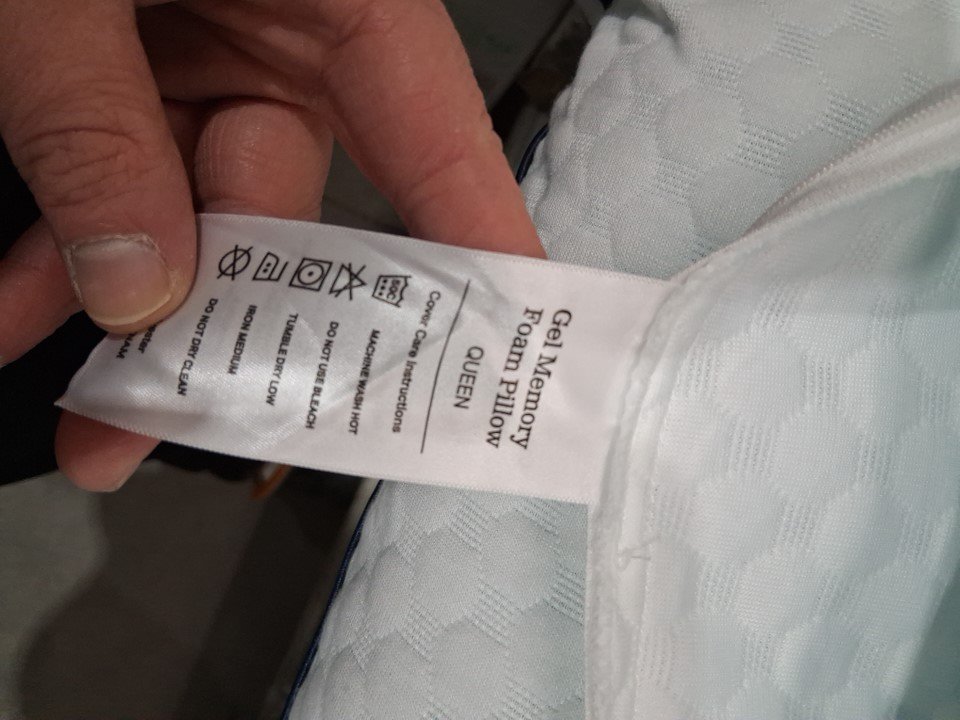 Gel Memory
Foam Pillow
QUEEN
Cover Care Instructions
50C
MACHINE WASH HOT
DO NOT USE BLEACH
TUMBLE DRY LOW
IRON MEDIUM
DO NOT DRY CLEAN